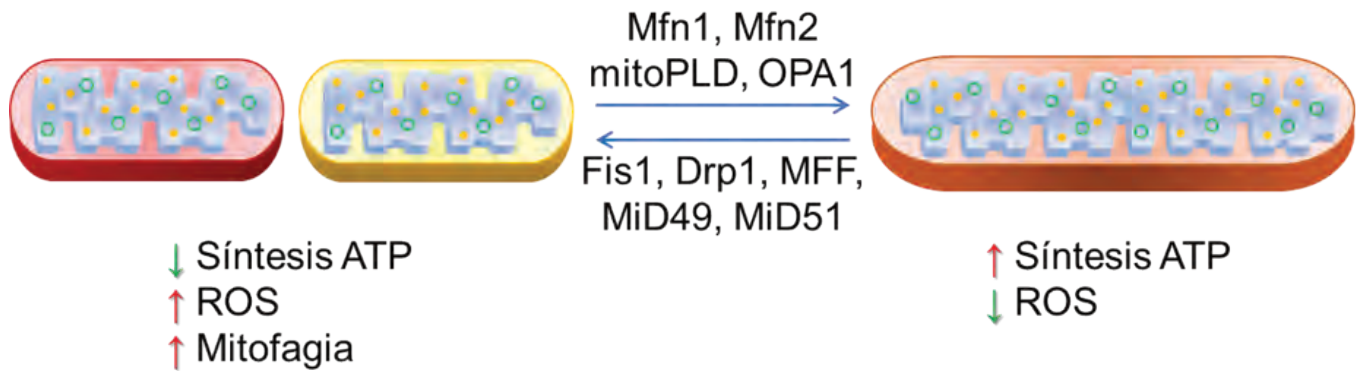 Mfn1, Mfn2
mitoPLD, OPA1
Fis1, Drp1, MFF,
MiD49, MiD51
↓ Síntesis ATP
↑ ROS
↑ Mitofagia
↑ Síntesis ATP
↓ ROS